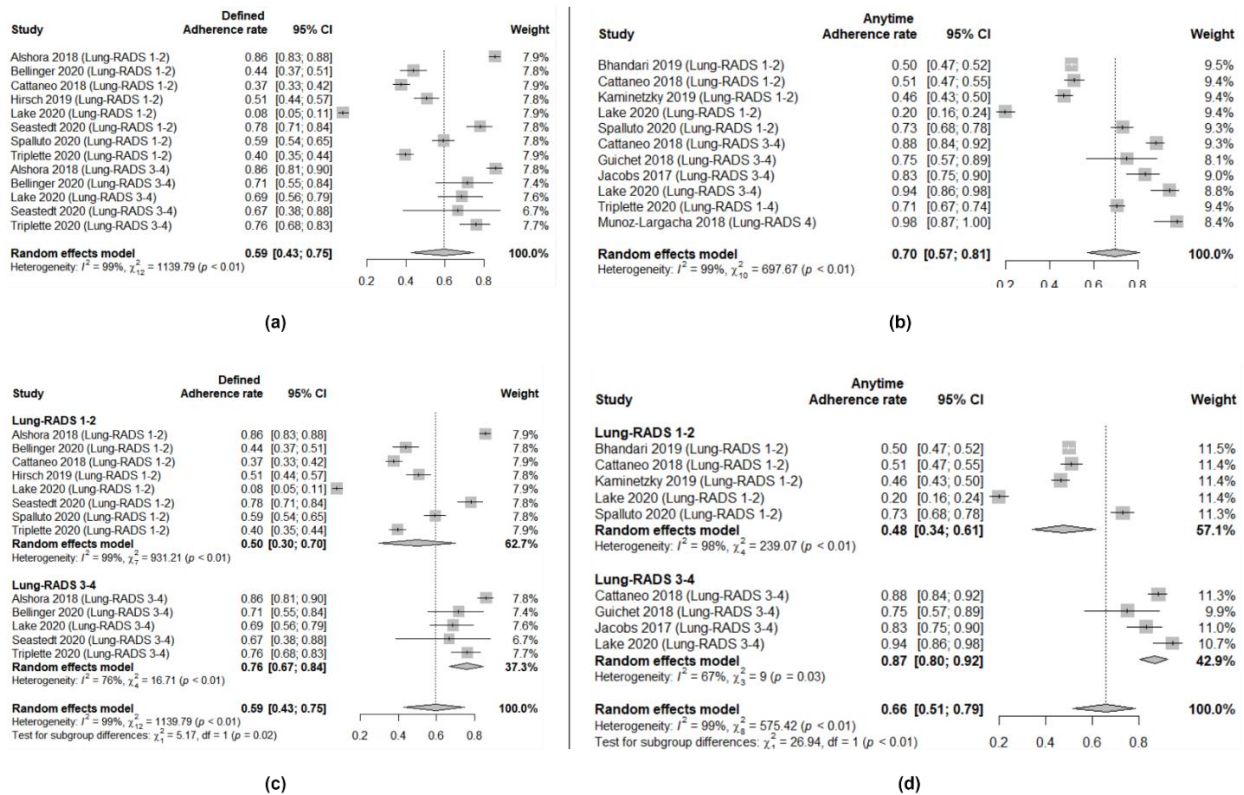 Defined
Study Adherence rate 95% CI Weight
Alshora 2018 (Lung-RADS 1-2) 0.86 [0.83; 0.88] 7.9%
Bellinger 2020 (Lung-RADS 1-2) 0.44 [0.37; 0.51] 7.8%
Cattaneo 2018 (Lung-RADS 1-2) 0.37 [0.33; 0.42] 7.9%
Hirsch 2019 (Lung-RADS 1-2) 0.51 [0.44; 0.57] 7.8%
Lake 2020 (Lung-RADS 1-2) 0.08 [0.05; 0.11] 7.9%
Seastedt 2020 (Lung-RADS 1-2) 0.78 [0.71; 0.84] 7.8%
Spalluto 2020 (Lung-RADS 1-2) 0.59 [0.54; 0.65] 7.8%
Triplette 2020 (Lung-RADS 1-2) 0.40 [0.35; 0.44] 7.9%
Alshora 2018 (Lung-RADS 3-4) 0.86 [0.81; 0.90] 7.8%
Bellinger 2020 (Lung-RADS 3-4) 0.71 [0.55; 0.84] 7.4%
Lake 2020 (Lung-RADS 3-4) 0.69 [0.56; 0.79] 7.6%
Seastedt 2020 (Lung-RADS 3-4) 0.67 [0.38; 0.88] 6.7%
Triplette 2020 (Lung-RADS 3-4) 0.76 [0.68; 0.83] 7.7%
Random effects model 0.59 [0.43; 0.75] 100.0%
Heterogeneity: I² = 99%, χ²₁₂ = 1139.79 (p < 0.01)
0.2 0.4 0.6 0.8
(a)
Anytime
Study Adherence rate 95% CI Weight
Bhandari 2019 (Lung-RADS 1-2) 0.50 [0.47; 0.52] 9.5%
Cattaneo 2018 (Lung-RADS 1-2) 0.51 [0.47; 0.55] 9.4%
Kaminetzky 2019 (Lung-RADS 1-2) 0.46 [0.43; 0.50] 9.4%
Lake 2020 (Lung-RADS 1-2) 0.20 [0.16; 0.24] 9.4%
Spalluto 2020 (Lung-RADS 1-2) 0.73 [0.68; 0.78] 9.3%
Cattaneo 2018 (Lung-RADS 3-4) 0.88 [0.84; 0.92] 9.3%
Guichet 2018 (Lung-RADS 3-4) 0.75 [0.57; 0.89] 8.1%
Jacobs 2017 (Lung-RADS 3-4) 0.83 [0.75; 0.90] 9.0%
Lake 2020 (Lung-RADS 3-4) 0.94 [0.86; 0.98] 8.8%
Triplette 2020 (Lung-RADS 1-4) 0.71 [0.67; 0.74] 9.4%
Munoz-Largacha 2018 (Lung-RADS 4) 0.98 [0.87; 1.00] 8.4%
Random effects model 0.70 [0.57; 0.81] 100.0%
Heterogeneity: I² = 99%, χ²₁₀ = 697.67 (p < 0.01)
0.2 0.4 0.6 0.8
(b)
Defined
Study Adherence rate 95% CI Weight
Lung-RADS 1-2
Alshora 2018 (Lung-RADS 1-2) 0.86 [0.83; 0.88] 7.9%
Bellinger 2020 (Lung-RADS 1-2) 0.44 [0.37; 0.51] 7.8%
Cattaneo 2018 (Lung-RADS 1-2) 0.37 [0.33; 0.42] 7.9%
Hirsch 2019 (Lung-RADS 1-2) 0.51 [0.44; 0.57] 7.8%
Lake 2020 (Lung-RADS 1-2) 0.08 [0.05; 0.11] 7.9%
Seastedt 2020 (Lung-RADS 1-2) 0.78 [0.71; 0.84] 7.8%
Spalluto 2020 (Lung-RADS 1-2) 0.59 [0.54; 0.65] 7.8%
Triplette 2020 (Lung-RADS 1-2) 0.40 [0.35; 0.44] 7.9%
Random effects model 0.50 [0.30; 0.70] 62.7%
Heterogeneity: I² = 99%, χ²₇ = 931.21 (p < 0.01)
Lung-RADS 3-4
Alshora 2018 (Lung-RADS 3-4) 0.86 [0.81; 0.90] 7.8%
Bellinger 2020 (Lung-RADS 3-4) 0.71 [0.55; 0.84] 7.4%
Lake 2020 (Lung-RADS 3-4) 0.69 [0.56; 0.79] 7.6%
Seastedt 2020 (Lung-RADS 3-4) 0.67 [0.38; 0.88] 6.7%
Triplette 2020 (Lung-RADS 3-4) 0.76 [0.68; 0.83] 7.7%
Random effects model 0.76 [0.67; 0.84] 37.3%
Heterogeneity: I² = 76%, χ²₄ = 16.71 (p < 0.01)
Random effects model 0.59 [0.43; 0.75] 100.0%
Heterogeneity: I² = 99%, χ²₁₂ = 1139.79 (p < 0.01)
Test for subgroup differences: χ²₁ = 5.17, df = 1 (p = 0.02)
0.2 0.4 0.6 0.8
(c)
Anytime
Study Adherence rate 95% CI Weight
Lung-RADS 1-2
Bhandari 2019 (Lung-RADS 1-2) 0.50 [0.47; 0.52] 11.5%
Cattaneo 2018 (Lung-RADS 1-2) 0.51 [0.47; 0.55] 11.4%
Kaminetzky 2019 (Lung-RADS 1-2) 0.46 [0.43; 0.50] 11.4%
Lake 2020 (Lung-RADS 1-2) 0.20 [0.16; 0.24] 11.4%
Spalluto 2020 (Lung-RADS 1-2) 0.73 [0.68; 0.78] 11.3%
Random effects model 0.48 [0.34; 0.61] 57.1%
Heterogeneity: I² = 98%, χ²₄ = 239.07 (p < 0.01)
Lung-RADS 3-4
Cattaneo 2018 (Lung-RADS 3-4) 0.88 [0.84; 0.92] 11.3%
Guichet 2018 (Lung-RADS 3-4) 0.75 [0.57; 0.89] 9.9%
Jacobs 2017 (Lung-RADS 3-4) 0.83 [0.75; 0.90] 11.0%
Lake 2020 (Lung-RADS 3-4) 0.94 [0.86; 0.98] 10.7%
Random effects model 0.87 [0.80; 0.92] 42.9%
Heterogeneity: I² = 67%, χ²₃ = 9 (p = 0.03)
Random effects model 0.66 [0.51; 0.79] 100.0%
Heterogeneity: I² = 99%, χ²₈ = 575.42 (p < 0.01)
Test for subgroup differences: χ²₁ = 26.94, df = 1 (p < 0.01)
0.2 0.4 0.6 0.8
(d)